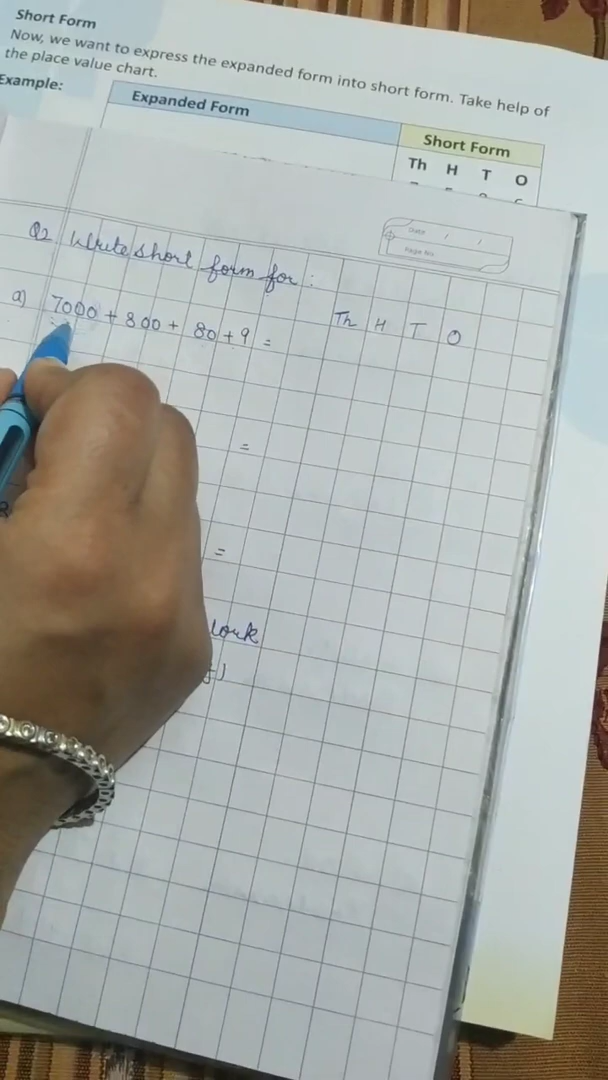 Short Form
Now, we want to express the expanded form into short form. Take help of
the place value chart.
Example:
Expanded Form
Short Form
Th H T O
Date / /
Page No.
Q2 Write short form for :
a) 7000 + 800 + 80 + 9 = Th H T O
=
=